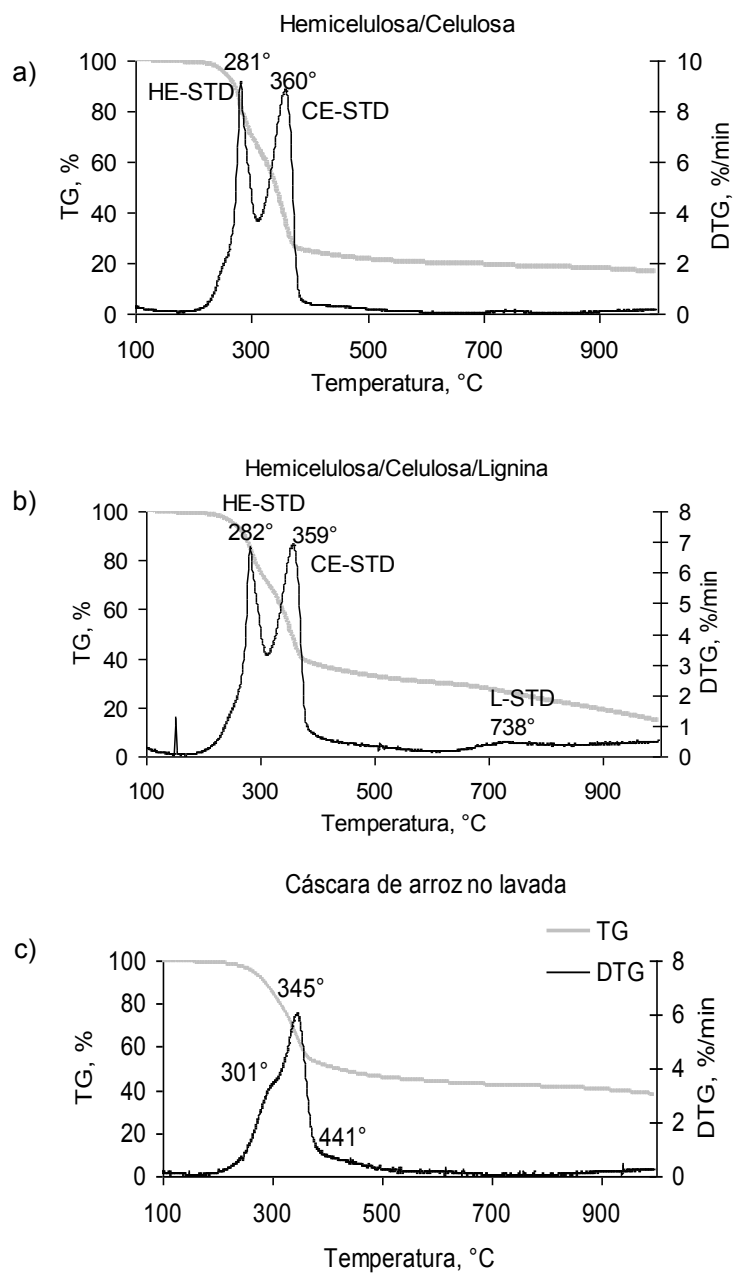 Hemicelulosa/Celulosa
a)
281°
360°
HE-STD
CE-STD
100
80
60
40
20
0
TG, %
10
8
6
4
2
0
DTG, %/min
100 300 500 700 900
Temperatura, °C
Hemicelulosa/Celulosa/Lignina
b)
HE-STD
282°
359°
CE-STD
L-STD
738°
100
80
60
40
20
0
TG, %
8
7
6
5
4
3
2
1
0
DTG, %/min
100 300 500 700 900
Temperatura, °C
Cáscara de arroz no lavada
c)
TG
DTG
345°
301°
441°
100
80
60
40
20
0
TG, %
8
6
4
2
0
DTG, %/min
100 300 500 700 900
Temperatura, °C